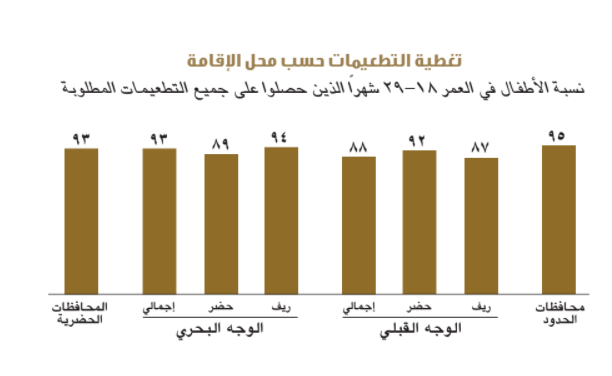 تغطية التطعيمات حسب محل الإقامة
نسبة الأطفال في العمر ١٨–٢٩ شهراً الذين حصلوا على جميع التطعيمات المطلوبة
٩٥ ٨٧ ٩٢ ٨٨ ٩٤ ٨٩ ٩٣ ٩٣
محافظات الحدود ريف حضر إجمالي ريف حضر إجمالي المحافظات الحضرية
الوجه القبلي الوجه البحري